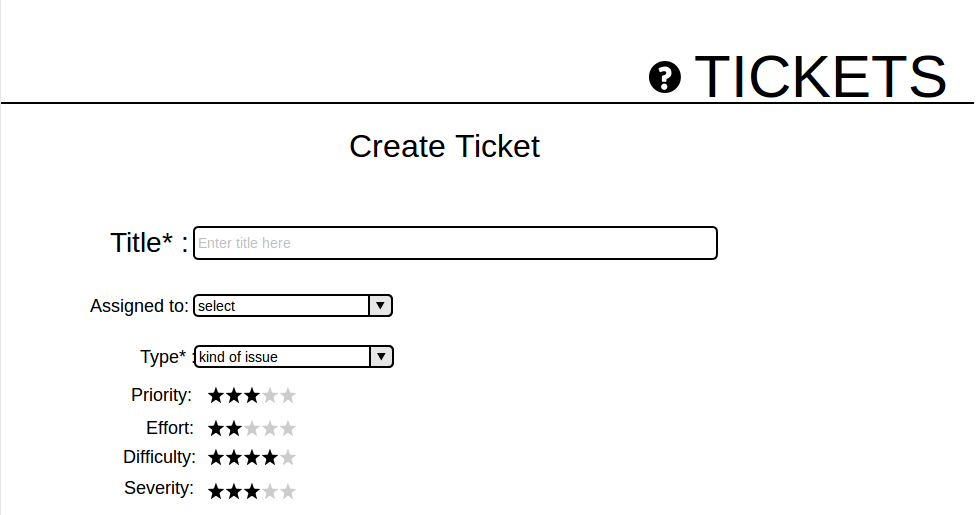 TICKETS
Create Ticket
Title* : Enter title here
Assigned to: select
Type* : kind of issue
Priority:
Effort:
Difficulty:
Severity: